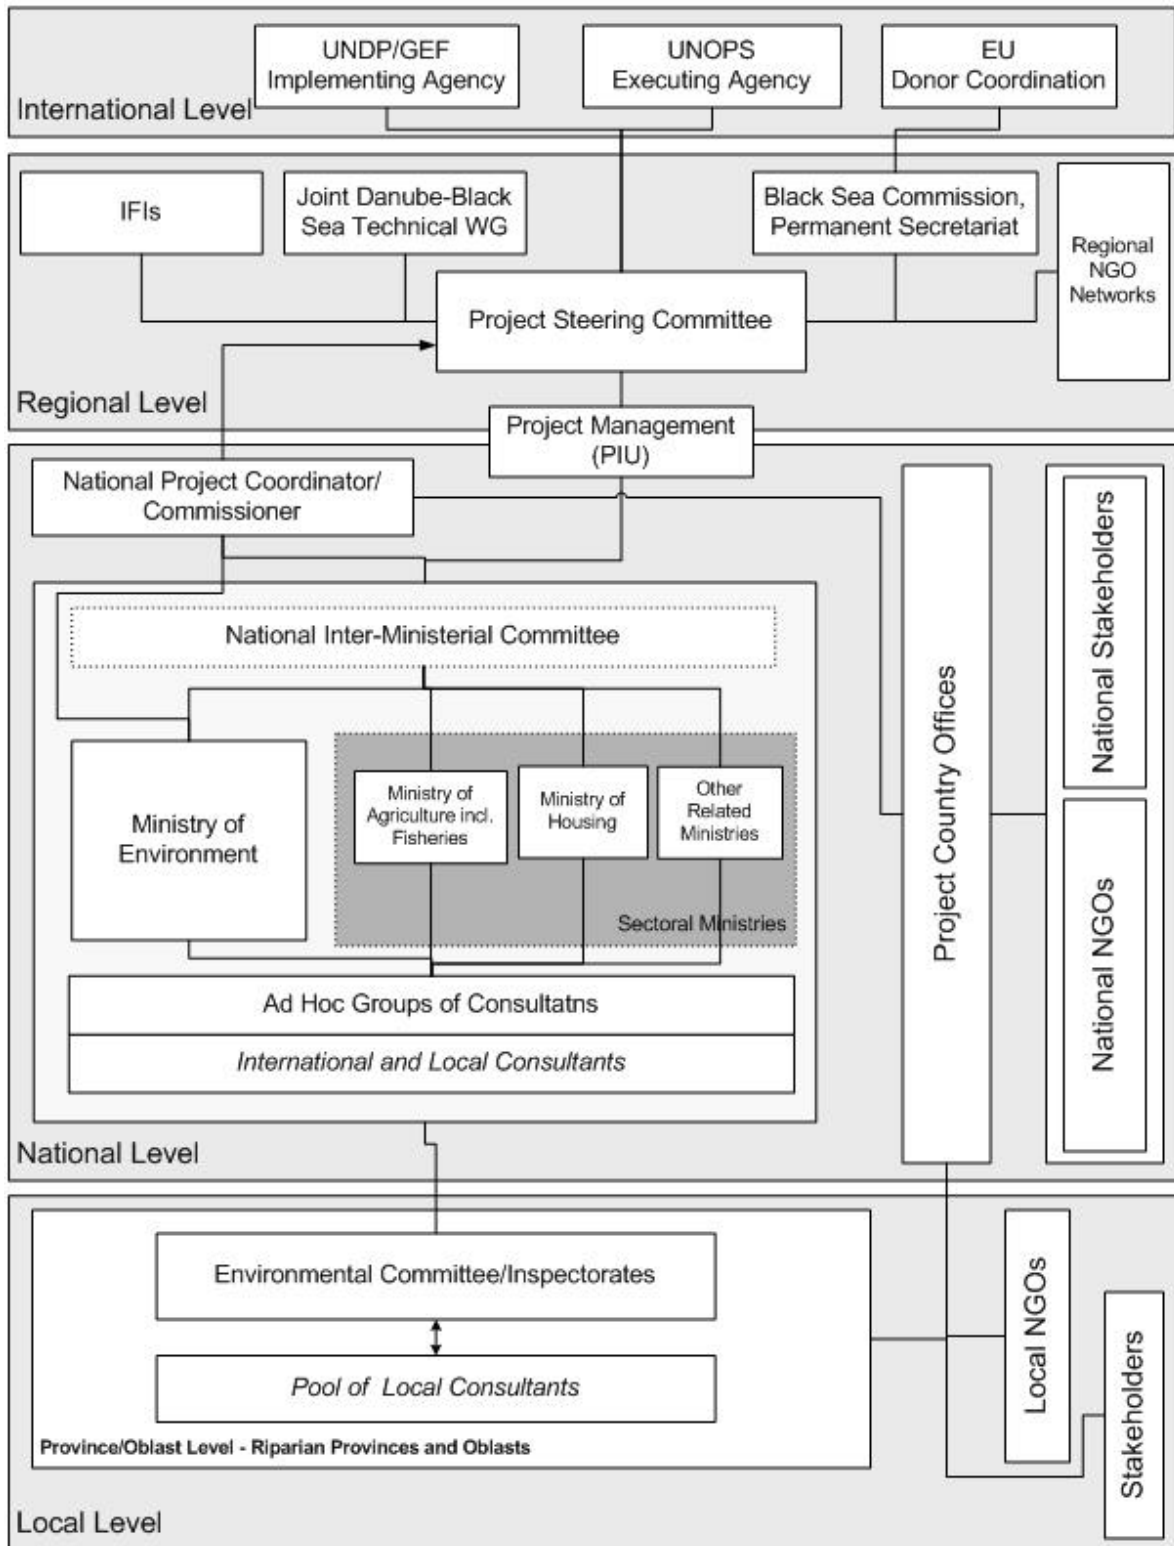 UNDP/GEF
Implementing Agency
UNOPS
Executing Agency
EU
Donor Coordination
International Level
IFIs
Joint Danube-Black
Sea Technical WG
Black Sea Commission,
Permanent Secretariat
Regional
NGO
Networks
Project Steering Committee
Regional Level
Project Management
(PIU)
National Project Coordinator/
Commissioner
National Inter-Ministerial Committee
Ministry of
Environment
Ministry of
Agriculture incl.
Fisheries
Ministry of
Housing
Other
Related
Ministries
Sectoral Ministries
Ad Hoc Groups of Consultatns
International and Local Consultants
Project Country Offices
National Stakeholders
National NGOs
National Level
Environmental Committee/Inspectorates
Pool of Local Consultants
Province/Oblast Level - Riparian Provinces and Oblasts
Local NGOs
Stakeholders
Local Level